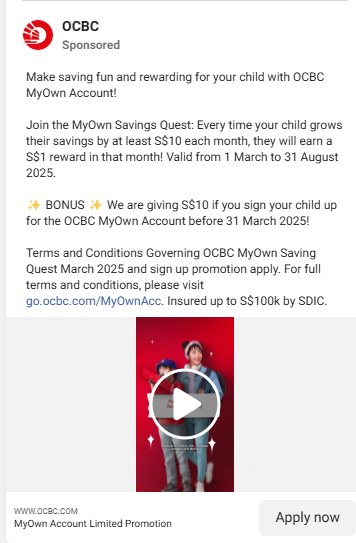 OCBC
Sponsored
Make saving fun and rewarding for your child with OCBC
MyOwn Account!
Join the MyOwn Savings Quest: Every time your child grows
their savings by at least S$10 each month, they will earn a
S$1 reward in that month! Valid from 1 March to 31 August
2025.
✨ BONUS ✨ We are giving S$10 if you sign your child up
for the OCBC MyOwn Account before 31 March 2025!
Terms and Conditions Governing OCBC MyOwn Saving
Quest March 2025 and sign up promotion apply. For full
terms and conditions, please visit
go.ocbc.com/MyOwnAcc. Insured up to S$100k by SDIC.
WWW.OCBC.COM
MyOwn Account Limited Promotion
Apply now